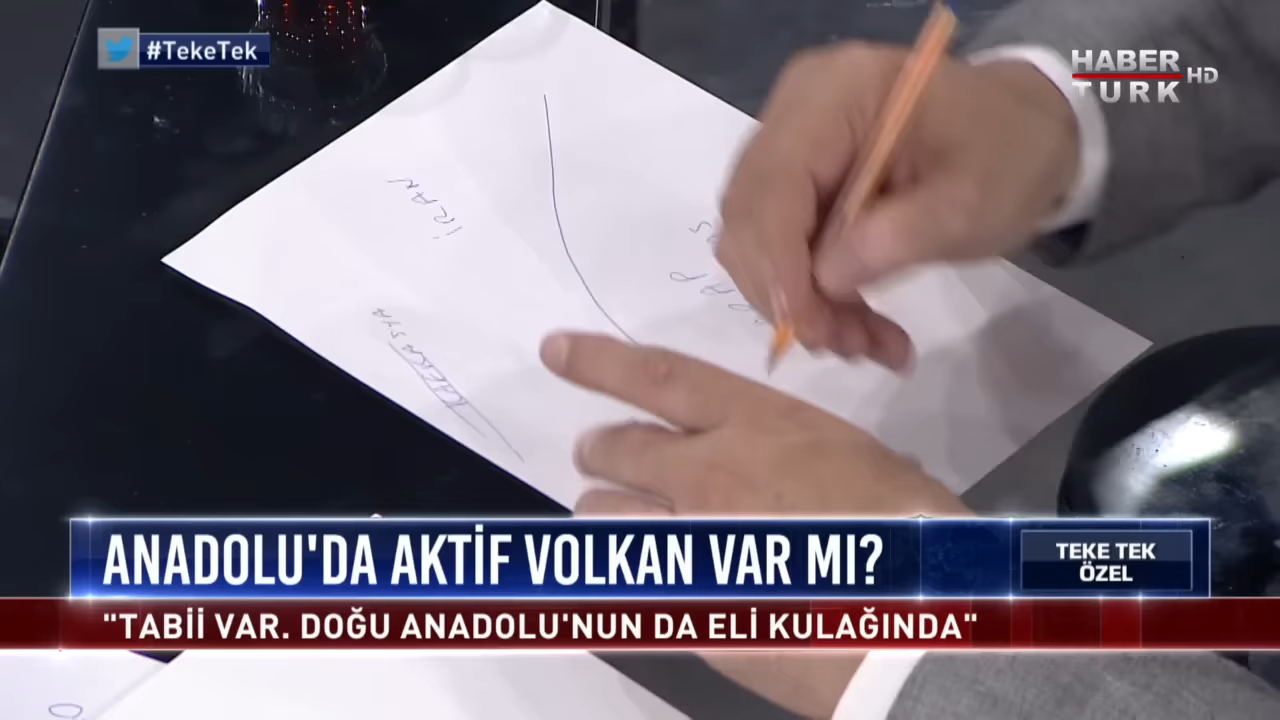 #TekeTek
HABER
TURK HD
İRAN
ANADOLU'DA AKTİF VOLKAN VAR MI?
TEKE TEK
ÖZEL
"TABİİ VAR. DOĞU ANADOLU'NUN DA ELİ KULAĞINDA"